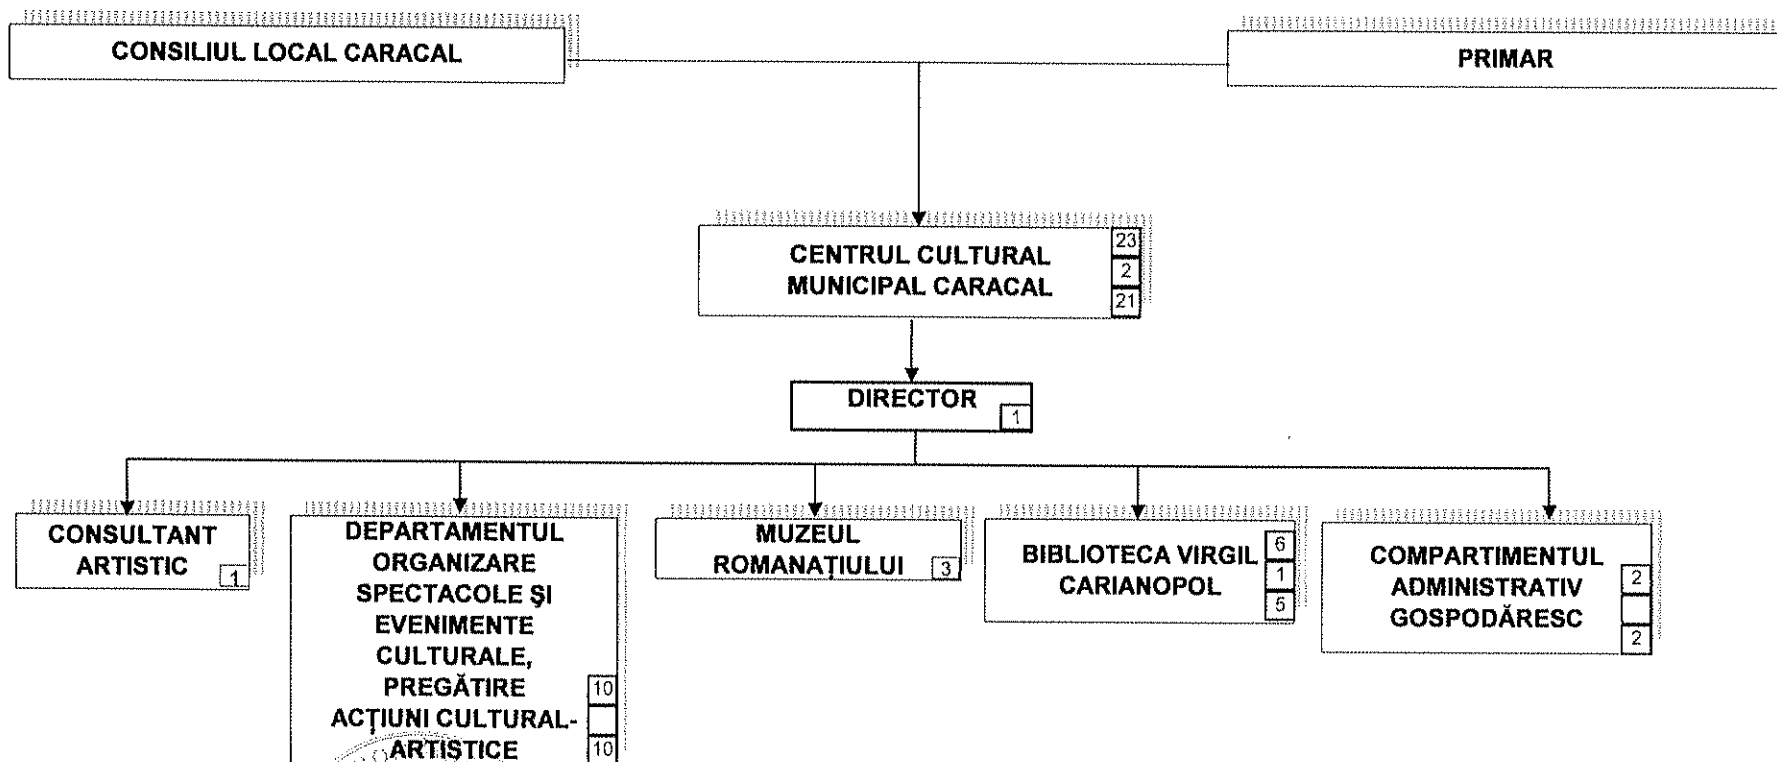 CONSILIUL LOCAL CARACAL
PRIMAR
CENTRUL CULTURAL
MUNICIPAL CARACAL
23
2
21
DIRECTOR
1
CONSULTANT
ARTISTIC
1
DEPARTAMENTUL
ORGANIZARE
SPECTACOLE ŞI
EVENIMENTE
CULTURALE,
PREGĂTIRE
ACŢIUNI CULTURAL-
ARTISTICE
10
10
MUZEUL
ROMANAŢIULUI
3
BIBLIOTECA VIRGIL
CARIANOPOL
6
1
5
COMPARTIMENTUL
ADMINISTRATIV
GOSPODĂRESC
2
2